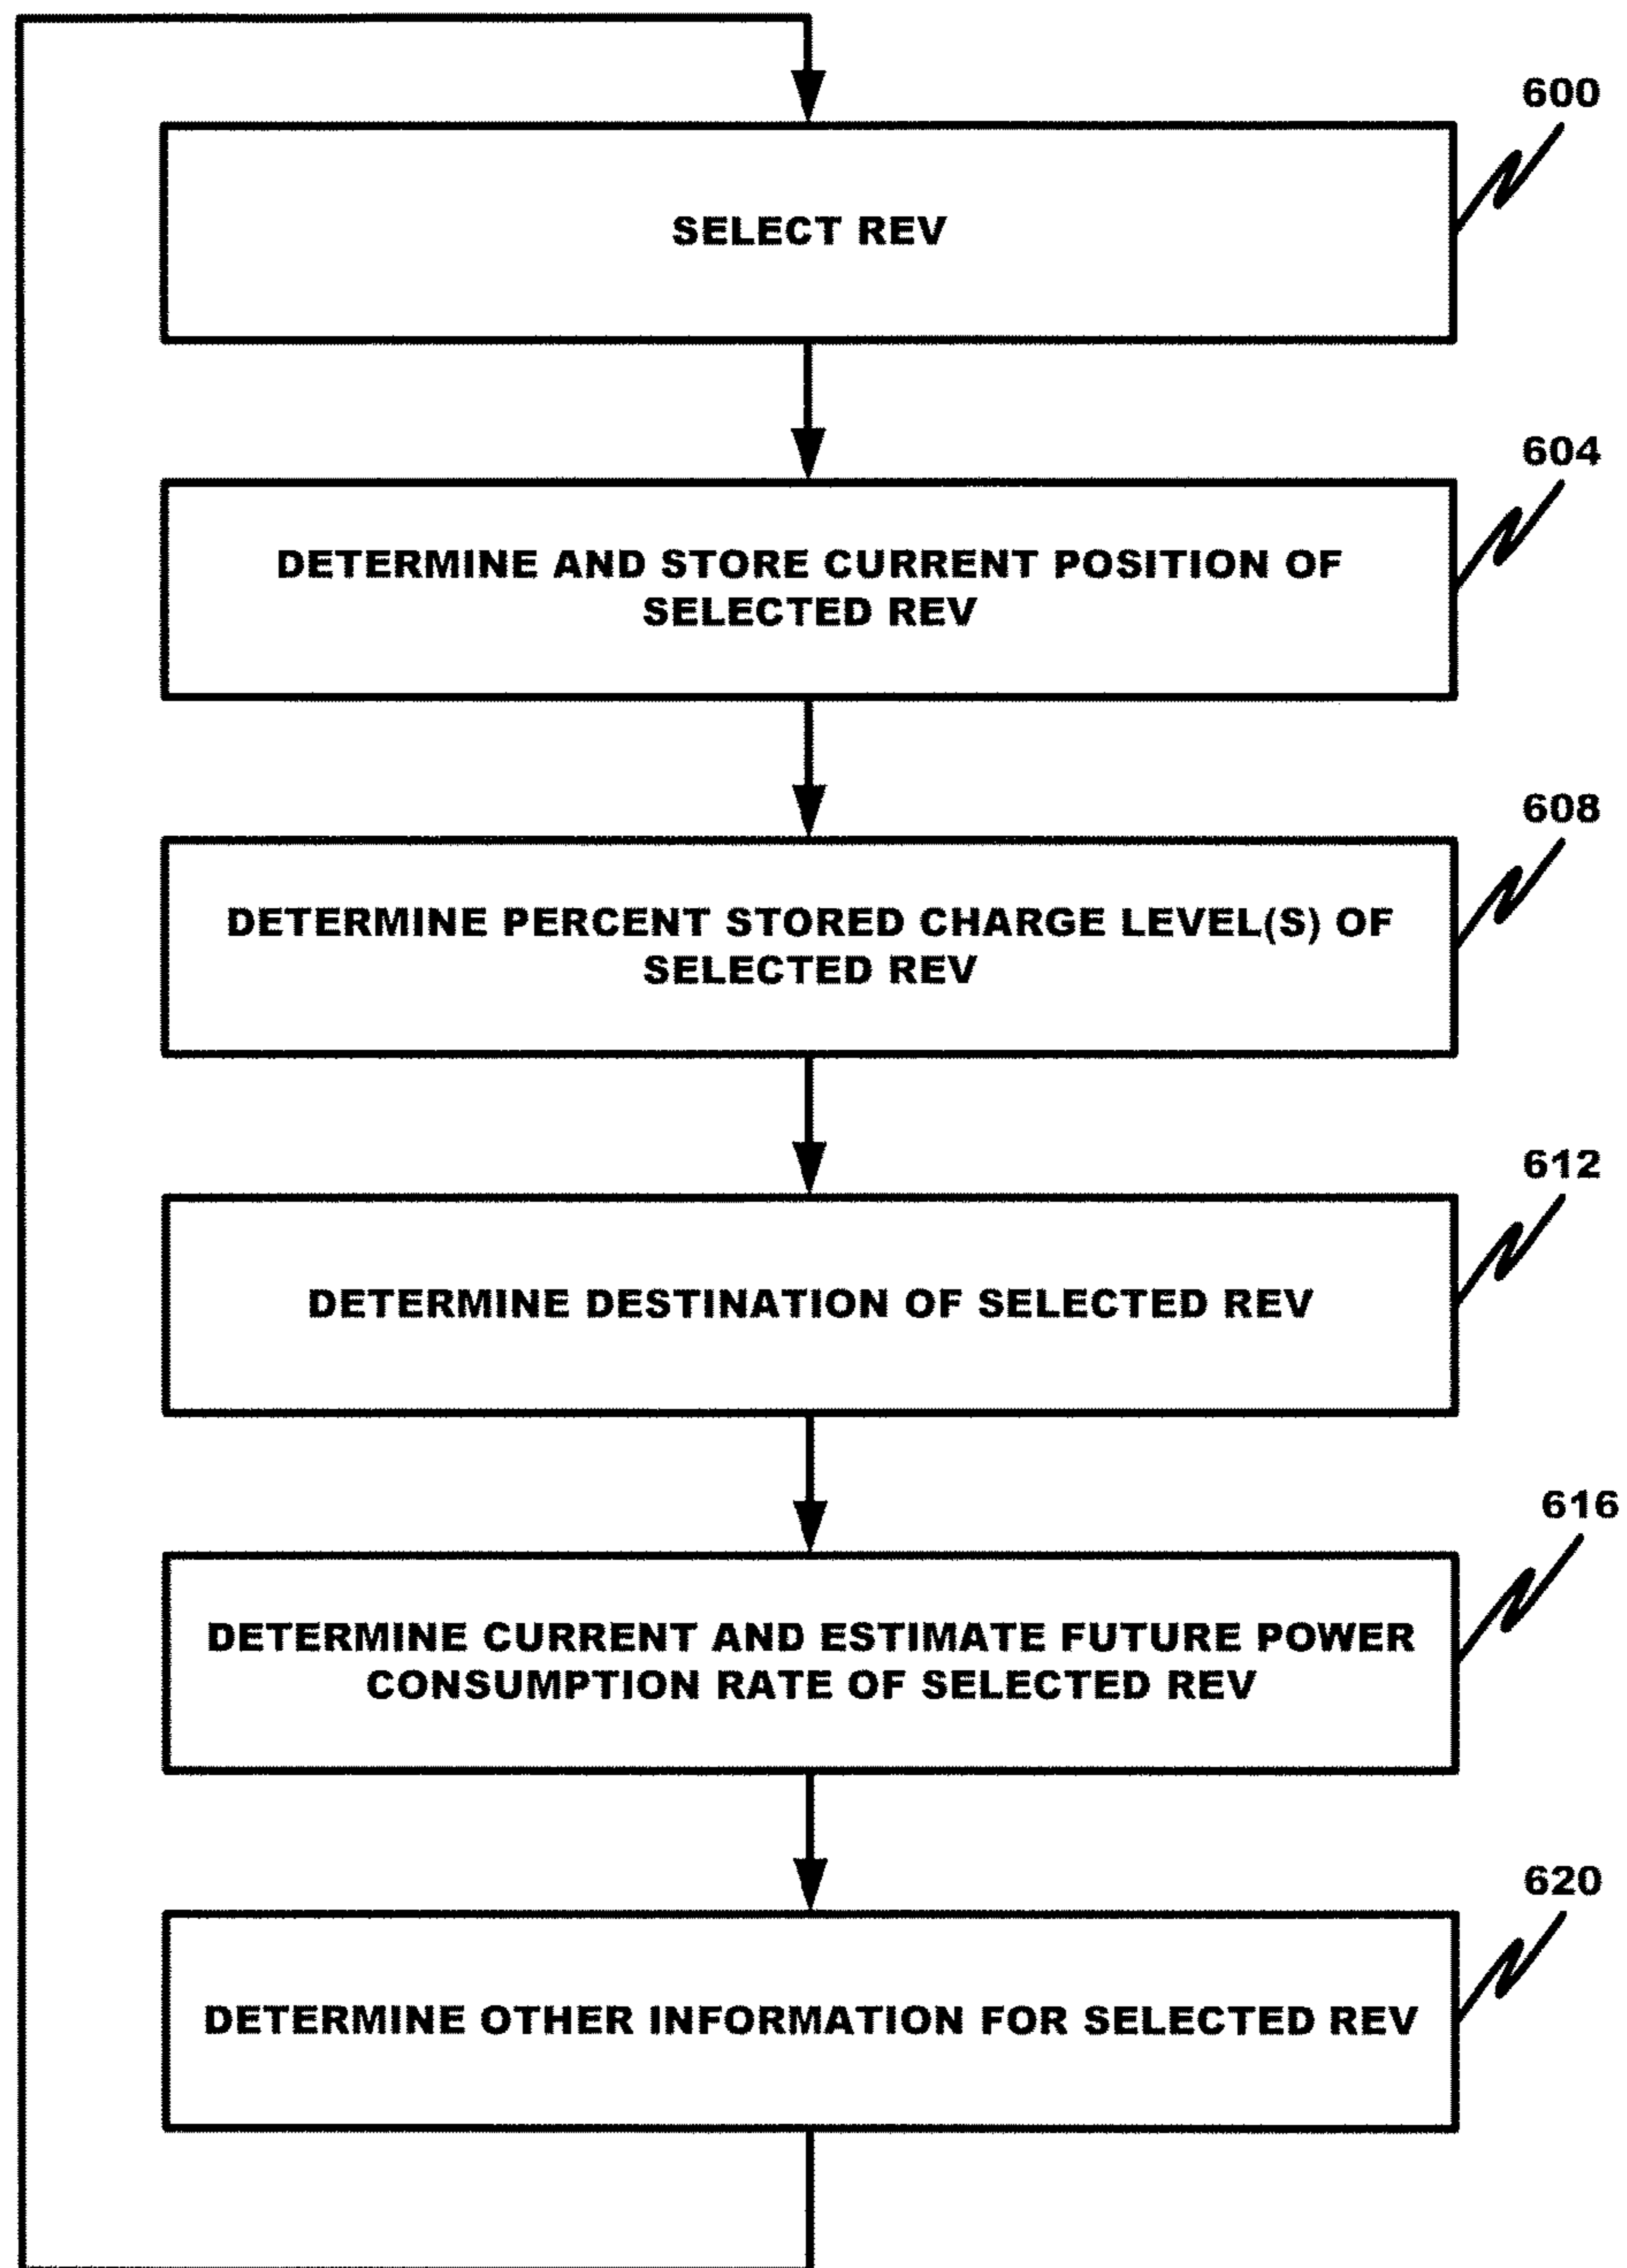 600
SELECT REV
604
DETERMINE AND STORE CURRENT POSITION OF
SELECTED REV
608
DETERMINE PERCENT STORED CHARGE LEVEL(S) OF
SELECTED REV
612
DETERMINE DESTINATION OF SELECTED REV
616
DETERMINE CURRENT AND ESTIMATE FUTURE POWER
CONSUMPTION RATE OF SELECTED REV
620
DETERMINE OTHER INFORMATION FOR SELECTED REV